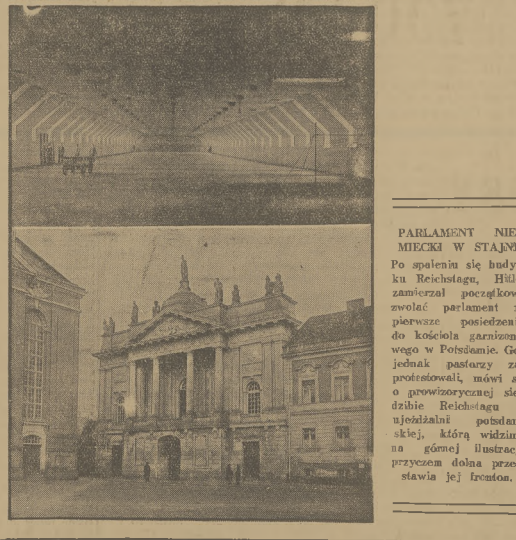 PARLAMENT NIE
MIECKI W STAJNI
Po spaleniu się budy
ku Reichstagu, Hitl
zamierzał początkow
zwołać parlament n
pierwsze posiedzeni
do kościoła garnizon
wego w Potsdamie. Gd
jednak pastorzy za
protestowali, mówi s
o prowizorycznej sie
dzibie Reichstagu
ujeżdżalni potsdam
skiej, którą widzim
na górnej ilustrac
przyczem dolna prze
stawia jej fronton.